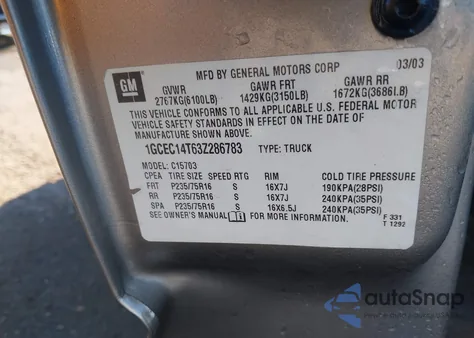 GM
MFD BY GENERAL MOTORS CORP 03/03
GVWR GAWR FRT GAWR RR
2767KG(6100LB) 1429KG(3150LB) 1672KG(3686LB)
THIS VEHICLE CONFORMS TO ALL APPLICABLE U.S. FEDERAL MOTOR
VEHICLE SAFETY STANDARDS IN EFFECT ON THE DATE OF
MANUFACTURE SHOWN ABOVE.
1GCEC14T63Z286783 TYPE: TRUCK
MODEL: C15703
CPEA TIRE SIZE SPEED RTG RIM COLD TIRE PRESSURE
FRT P235/75R16 S 16X7J 190KPA(28PSI)
RR P235/75R16 S 16X7J 240KPA(35PSI)
SPA P235/75R16 S 16X6.5J 240KPA(35PSI)
SEE OWNER'S MANUAL FOR MORE INFORMATION. F 331
T 1292
autoSnap